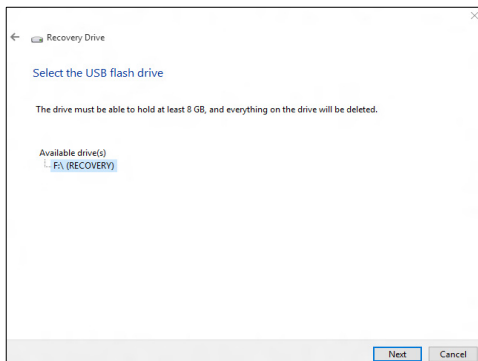 Recovery Drive
Select the USB flash drive
The drive must be able to hold at least 8 GB, and everything on the drive will be deleted.
Available drive(s)
F:\ (RECOVERY)
Next
Cancel